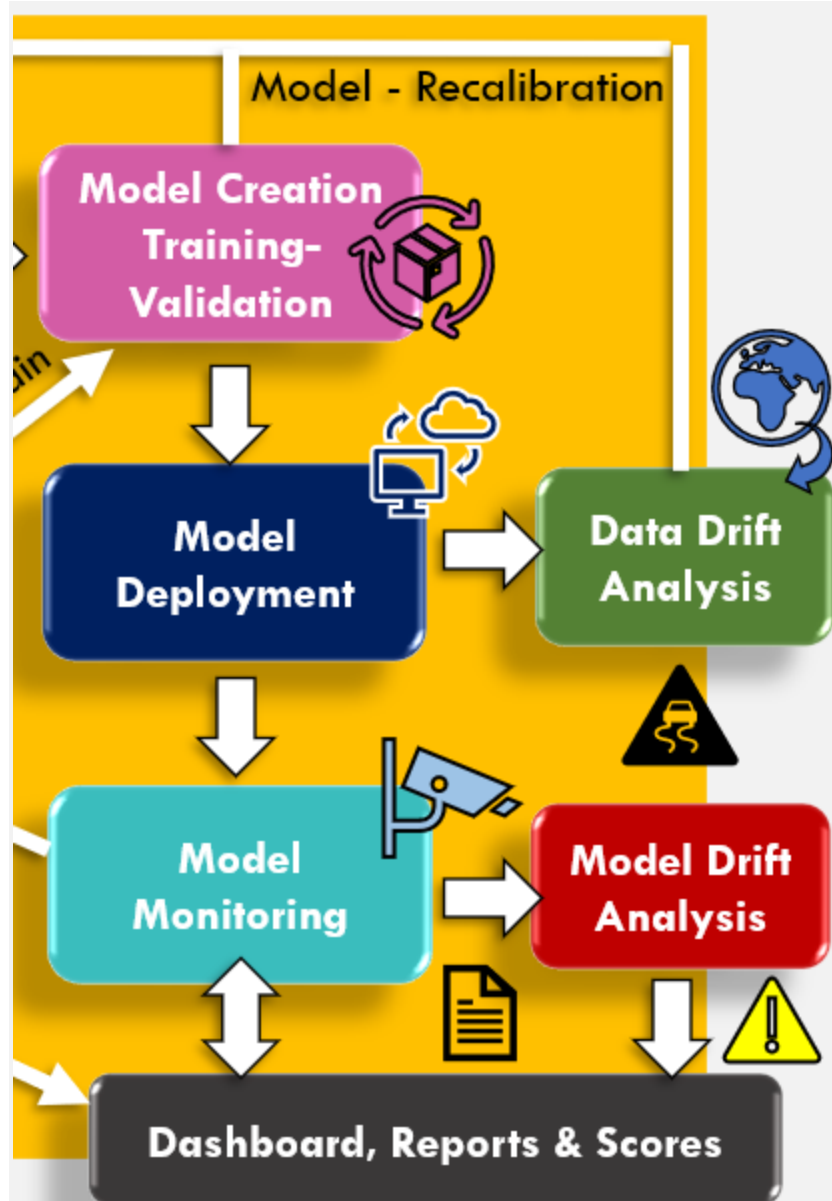 Model - Recalibration
Model Creation
Training-
Validation
ain
Model
Deployment
Data Drift
Analysis
Model
Monitoring
Model Drift
Analysis
Dashboard, Reports & Scores